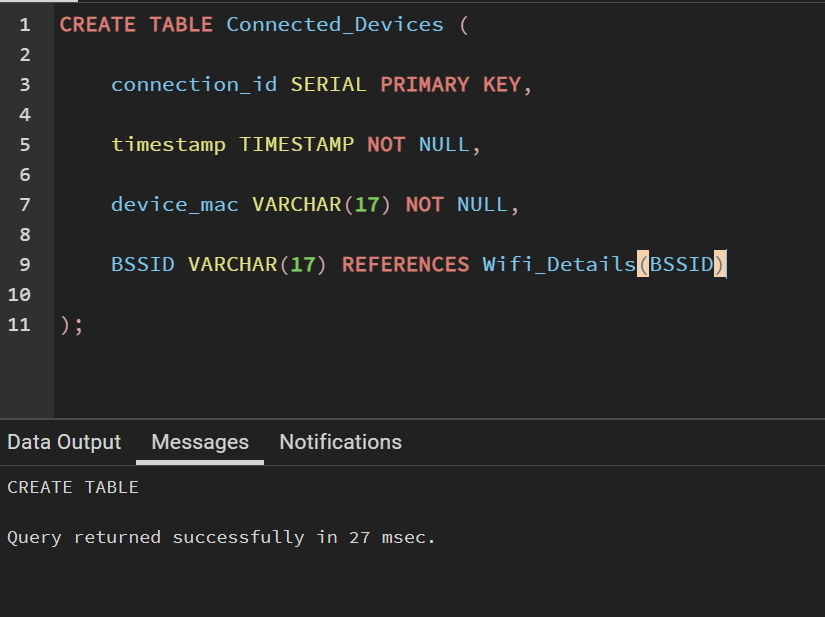 1 CREATE TABLE Connected_Devices (
2
3 connection_id SERIAL PRIMARY KEY,
4
5 timestamp TIMESTAMP NOT NULL,
6
7 device_mac VARCHAR(17) NOT NULL,
8
9 BSSID VARCHAR(17) REFERENCES Wifi_Details(BSSID)
10
11 );
Data Output Messages Notifications
CREATE TABLE
Query returned successfully in 27 msec.